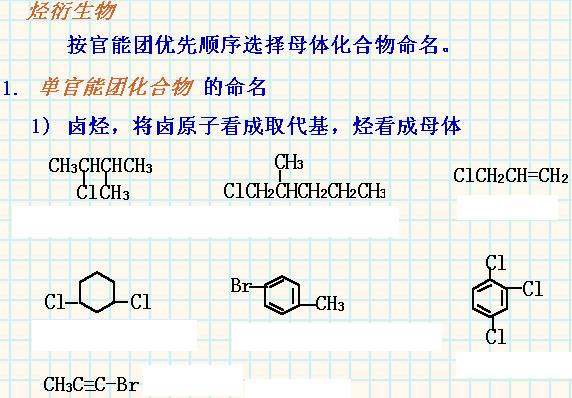 烃衍生物
按官能团优先顺序选择母体化合物命名。
1. 单官能团化合物 的命名
1) 卤烃，将卤原子看成取代基，烃看成母体
CH₃CHCHCH₃
ClCH₃
CH₃
ClCH₂CHCH₂CH₂CH₃
ClCH₂CH=CH₂
Cl Cl
Br
CH₃
Cl
Cl
Cl
CH₃C≡C-Br